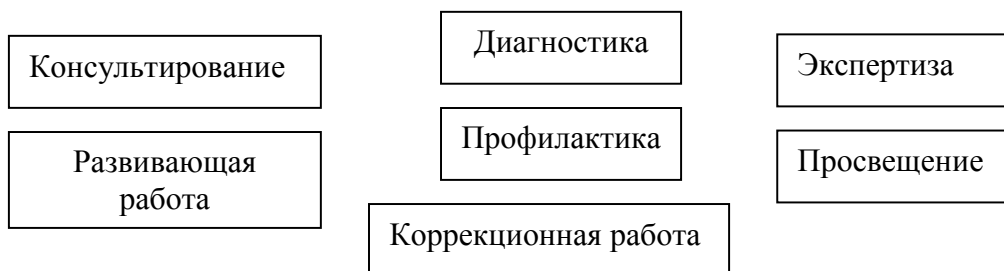 Диагностика
Консультирование
Экспертиза
Профилактика
Развивающая
работа
Просвещение
Коррекционная работа